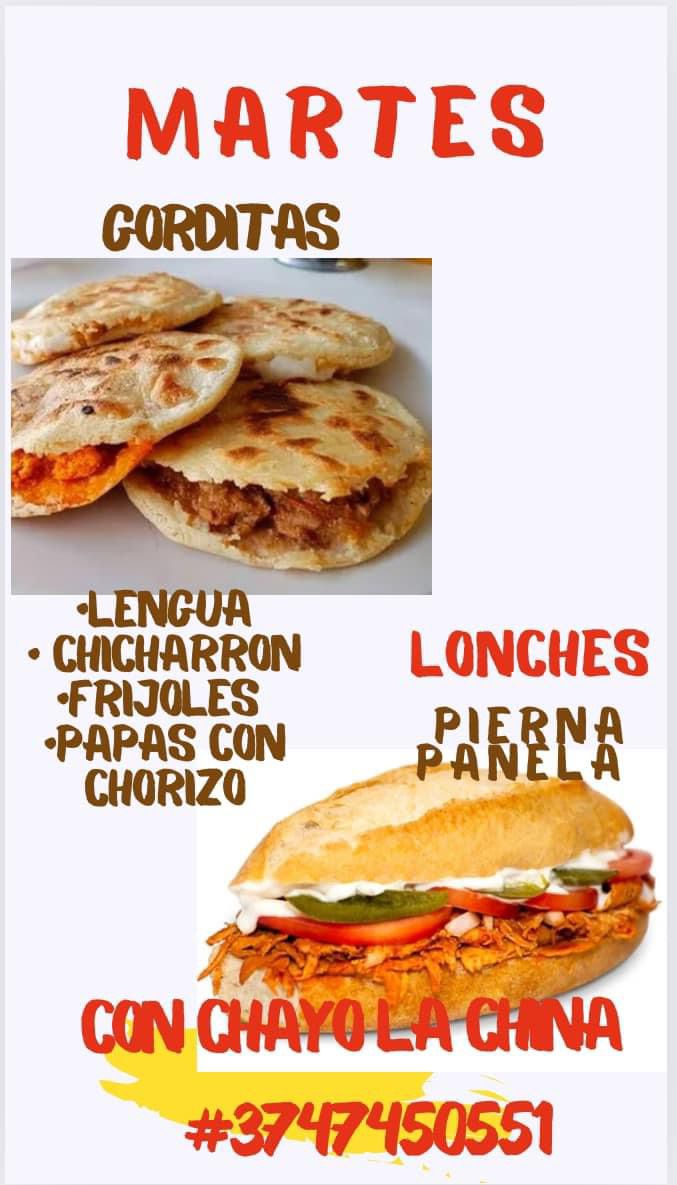 MARTES
GORDITAS
•LENGUA
• CHICHARRON
•FRIJOLES
•PAPAS CON
CHORIZO
LONCHES
PIERNA
PANELA
CON CHAYO LA CHINA
#3747450551